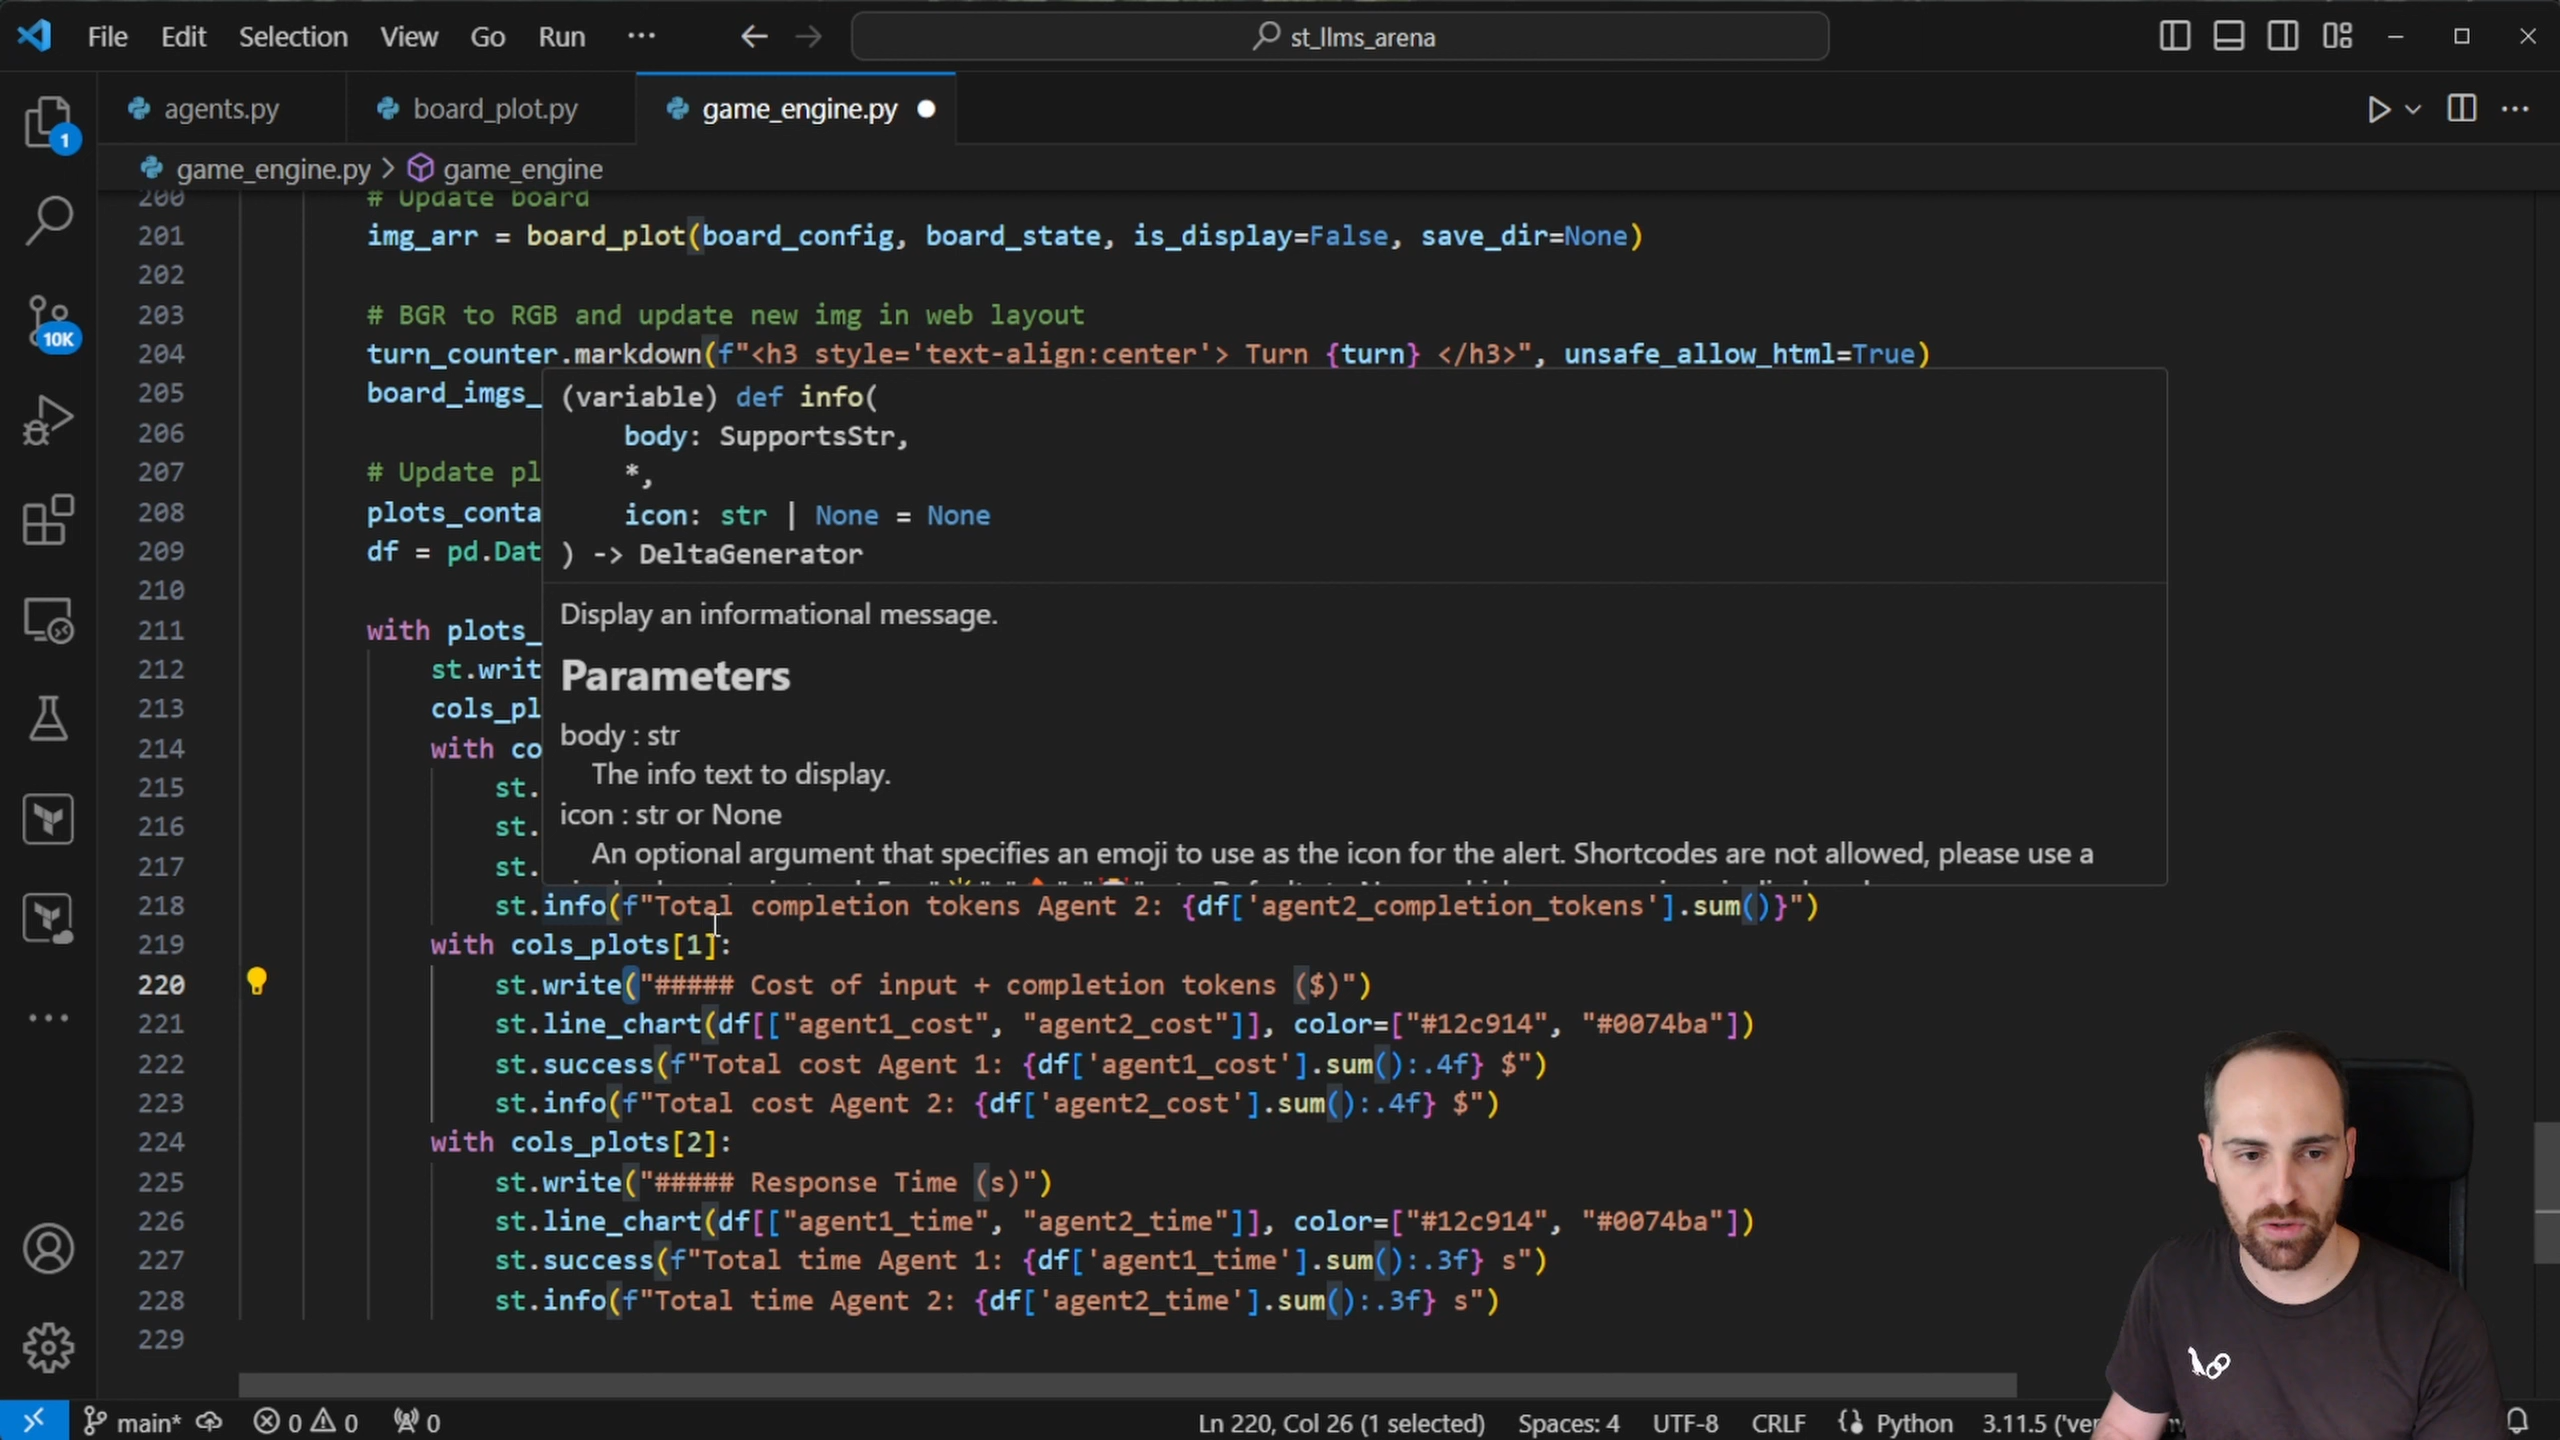 File Edit Selection View Go Run ··· st_llms_arena
agents.py board_plot.py game_engine.py
game_engine.py > game_engine
1
10K
200 # Update board
201 img_arr = board_plot(board_config, board_state, is_display=False, save_dir=None)
202
203 # BGR to RGB and update new img in web layout
204 turn_counter.markdown(f"<h3 style='text-align:center'> Turn {turn} </h3>", unsafe_allow_html=True)
205 board_imgs_
206
207 # Update pl
208 plots_conta
209 df = pd.Dat
210
211 with plots_
212 st.writ
213 cols_pl
214 with co
215 st.
216 st.
217 st.
(variable) def info(
body: SupportsStr,
*,
icon: str | None = None
) -> DeltaGenerator
Display an informational message.
Parameters
body : str
The info text to display.
icon : str or None
An optional argument that specifies an emoji to use as the icon for the alert. Shortcodes are not allowed, please use a
218 st.info(f"Total completion tokens Agent 2: {df['agent2_completion_tokens'].sum()}")
219 with cols_plots[1]:
220 st.write("##### Cost of input + completion tokens ($)")
221 st.line_chart(df[["agent1_cost", "agent2_cost"]], color=["#12c914", "#0074ba"])
222 st.success(f"Total cost Agent 1: {df['agent1_cost'].sum():.4f} $")
223 st.info(f"Total cost Agent 2: {df['agent2_cost'].sum():.4f} $")
224 with cols_plots[2]:
225 st.write("##### Response Time (s)")
226 st.line_chart(df[["agent1_time", "agent2_time"]], color=["#12c914", "#0074ba"])
227 st.success(f"Total time Agent 1: {df['agent1_time'].sum():.3f} s")
228 st.info(f"Total time Agent 2: {df['agent2_time'].sum():.3f} s")
229
main* 0 0 0 Ln 220, Col 26 (1 selected) Spaces: 4 UTF-8 CRLF Python 3.11.5 ('ver